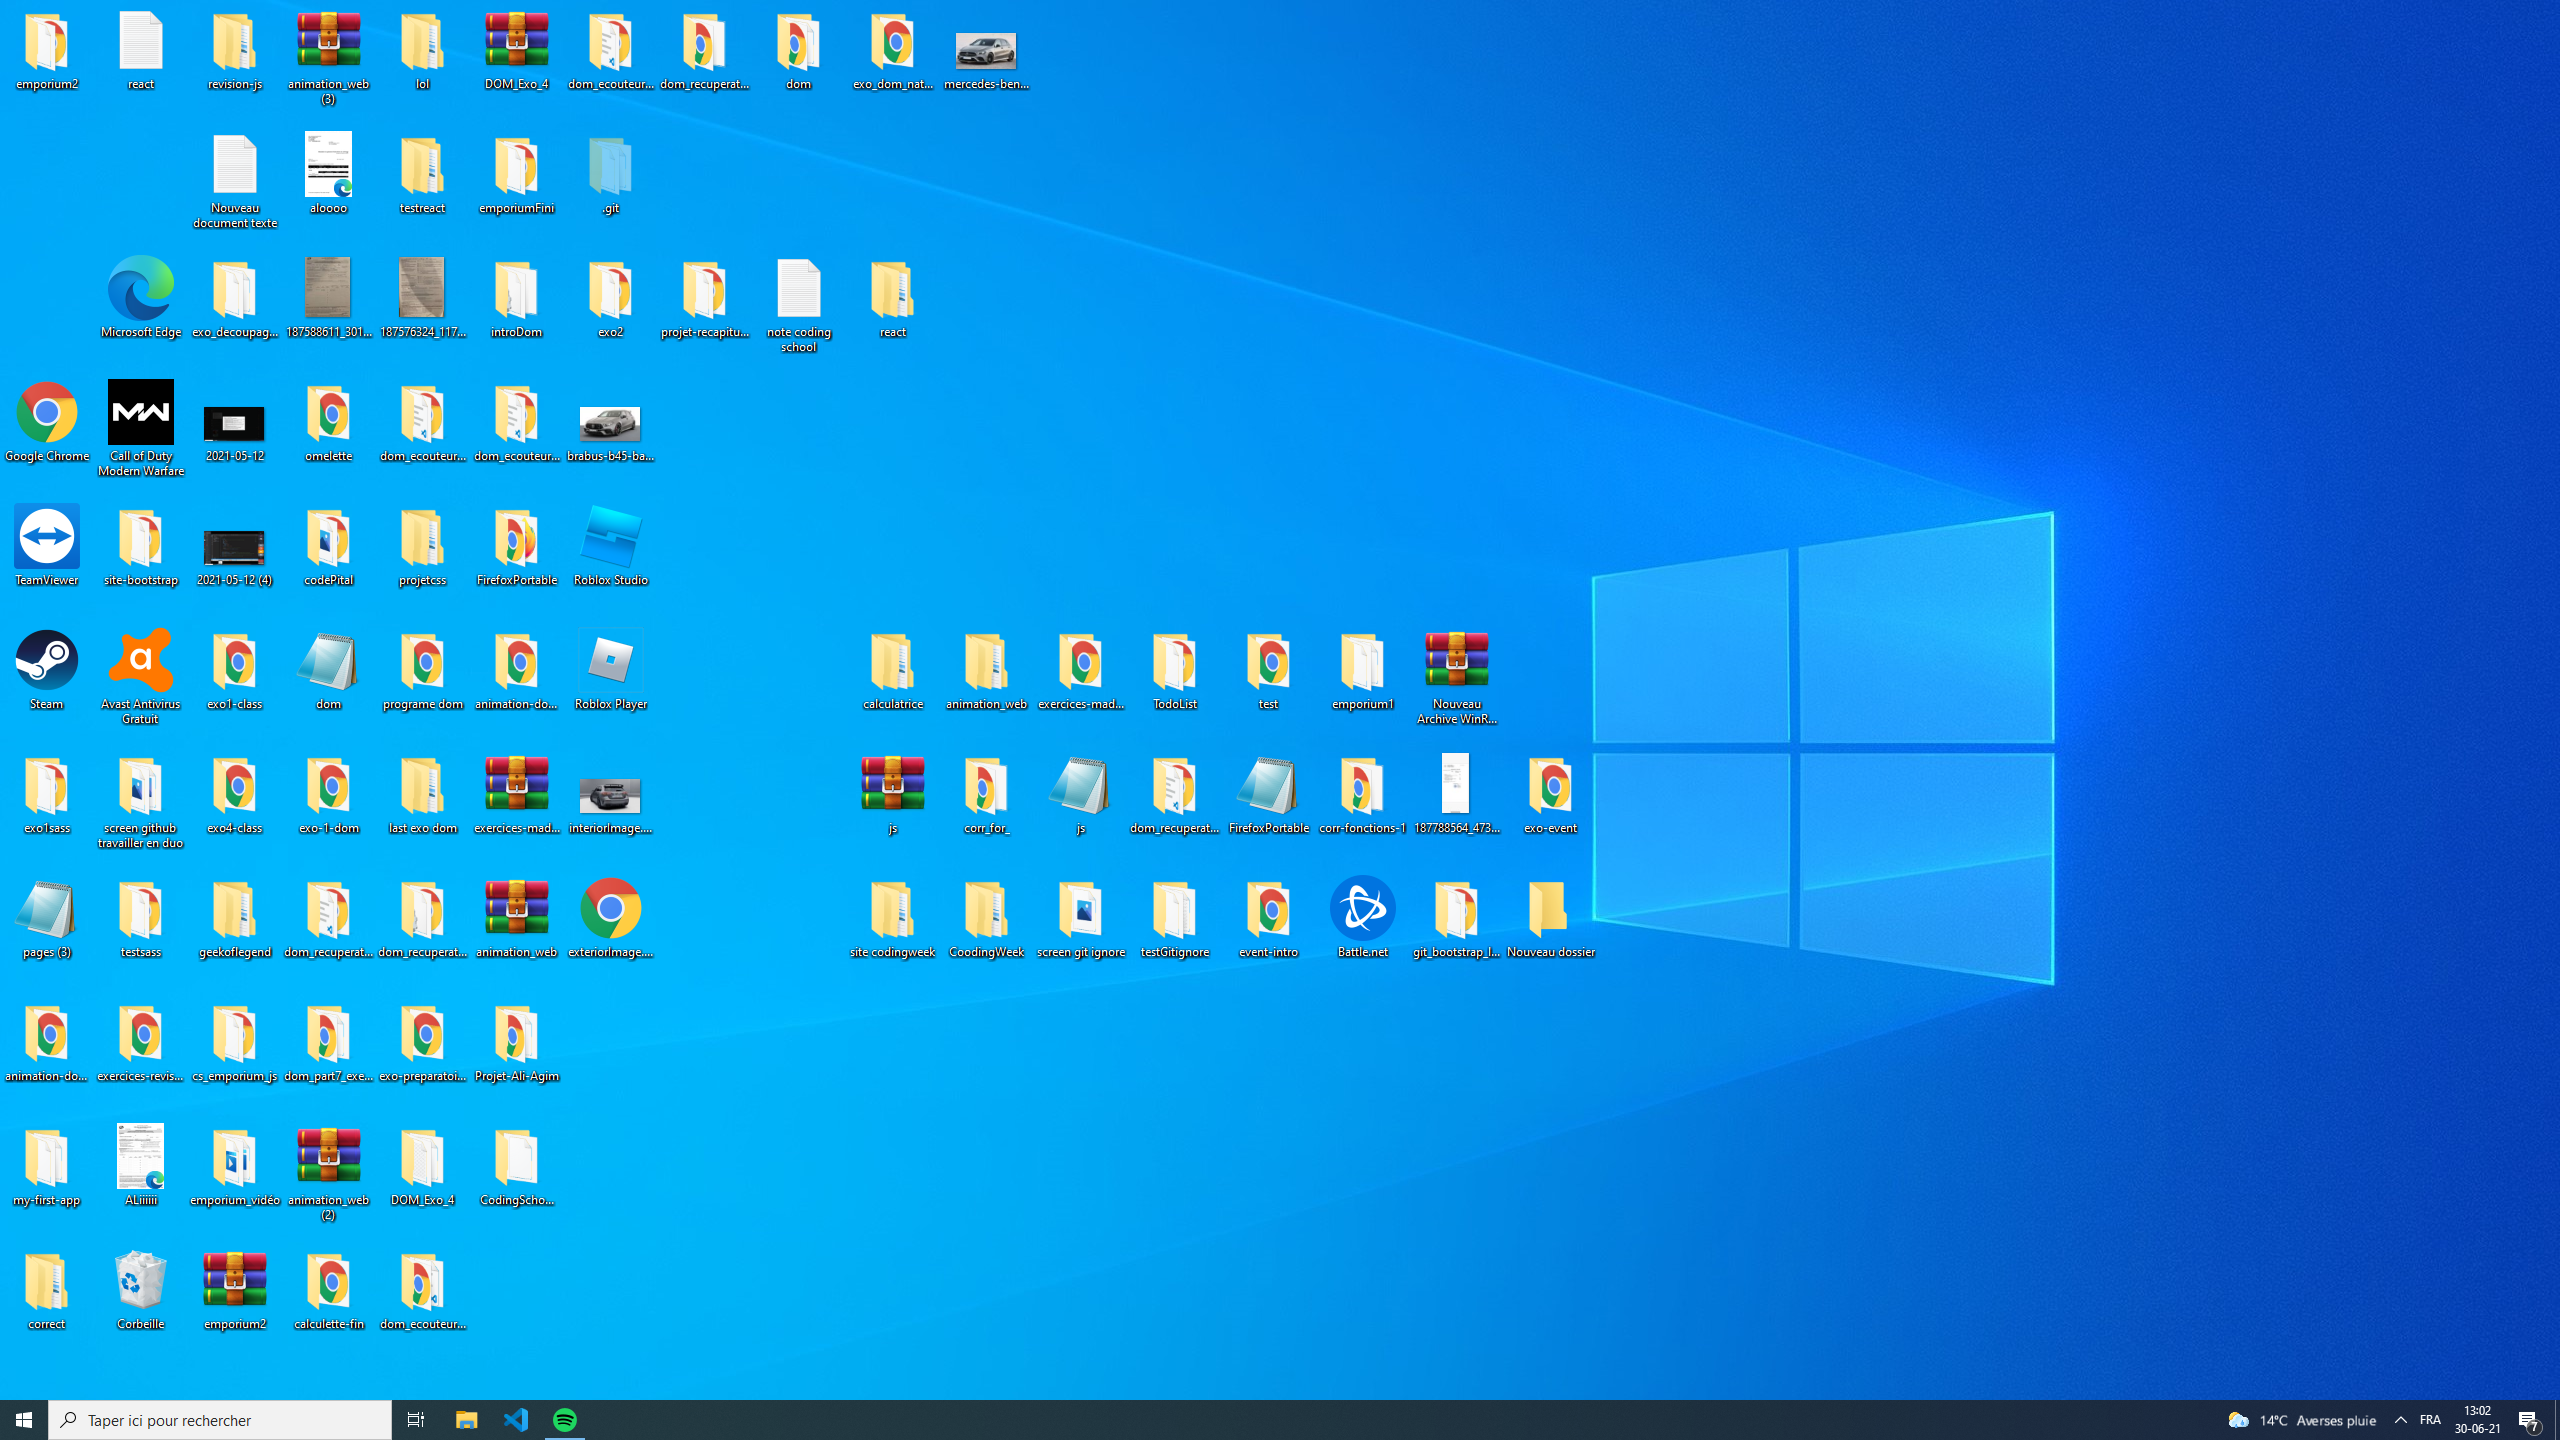 emporium2
react
revision-js
animation_web
(3)
lol
DOM_Exo_4
dom_ecouteur...
dom_recuperat...
dom
exo_dom_nat...
mercedes-ben...
Nouveau
document texte
aloooo
testreact
emporiumFini
.git
Microsoft Edge
exo_decoupag...
187588611_301...
187576324_117...
introDom
exo2
projet-recapitu...
note coding
school
react
Google Chrome
MW
Call of Duty
Modern Warfare
2021-05-12
omelette
dom_ecouteur...
dom_ecouteur...
brabus-b45-ba...
TeamViewer
site-bootstrap
2021-05-12 (4)
codePital
projetcss
FirefoxPortable
Roblox Studio
Steam
a
Avast Antivirus
Gratuit
exo1-class
dom
programe dom
animation-do...
Roblox Player
calculatrice
animation_web
exercices-mad...
TodoList
test
emporium1
Nouveau
Archive WinR...
exo1sass
screen github
travailler en duo
exo4-class
exo-1-dom
last exo dom
exercices-mad...
interiorImage....
js
corr_for_
js
dom_recuperat...
FirefoxPortable
corr-fonctions-1
187788564_473...
exo-event
pages (3)
testsass
geekoflegend
dom_recuperat...
dom_recuperat...
animation_web
exteriorImage....
site codingweek
CoodingWeek
screen git ignore
testGitignore
event-intro
Battle.net
git_bootstrap_l...
Nouveau dossier
animation-do...
exercices-revis...
cs_emporium_js
dom_part7_exe...
exo-preparatoi...
Projet-Ali-Agim
my-first-app
ALiiiiii
emporium_vidéo
animation_web
(2)
DOM_Exo_4
CodingScho...
correct
Corbeille
emporium2
calculette-fin
dom_ecouteur...
Taper ici pour rechercher
14°C Averses pluie
FRA
13:02
30-06-21
7